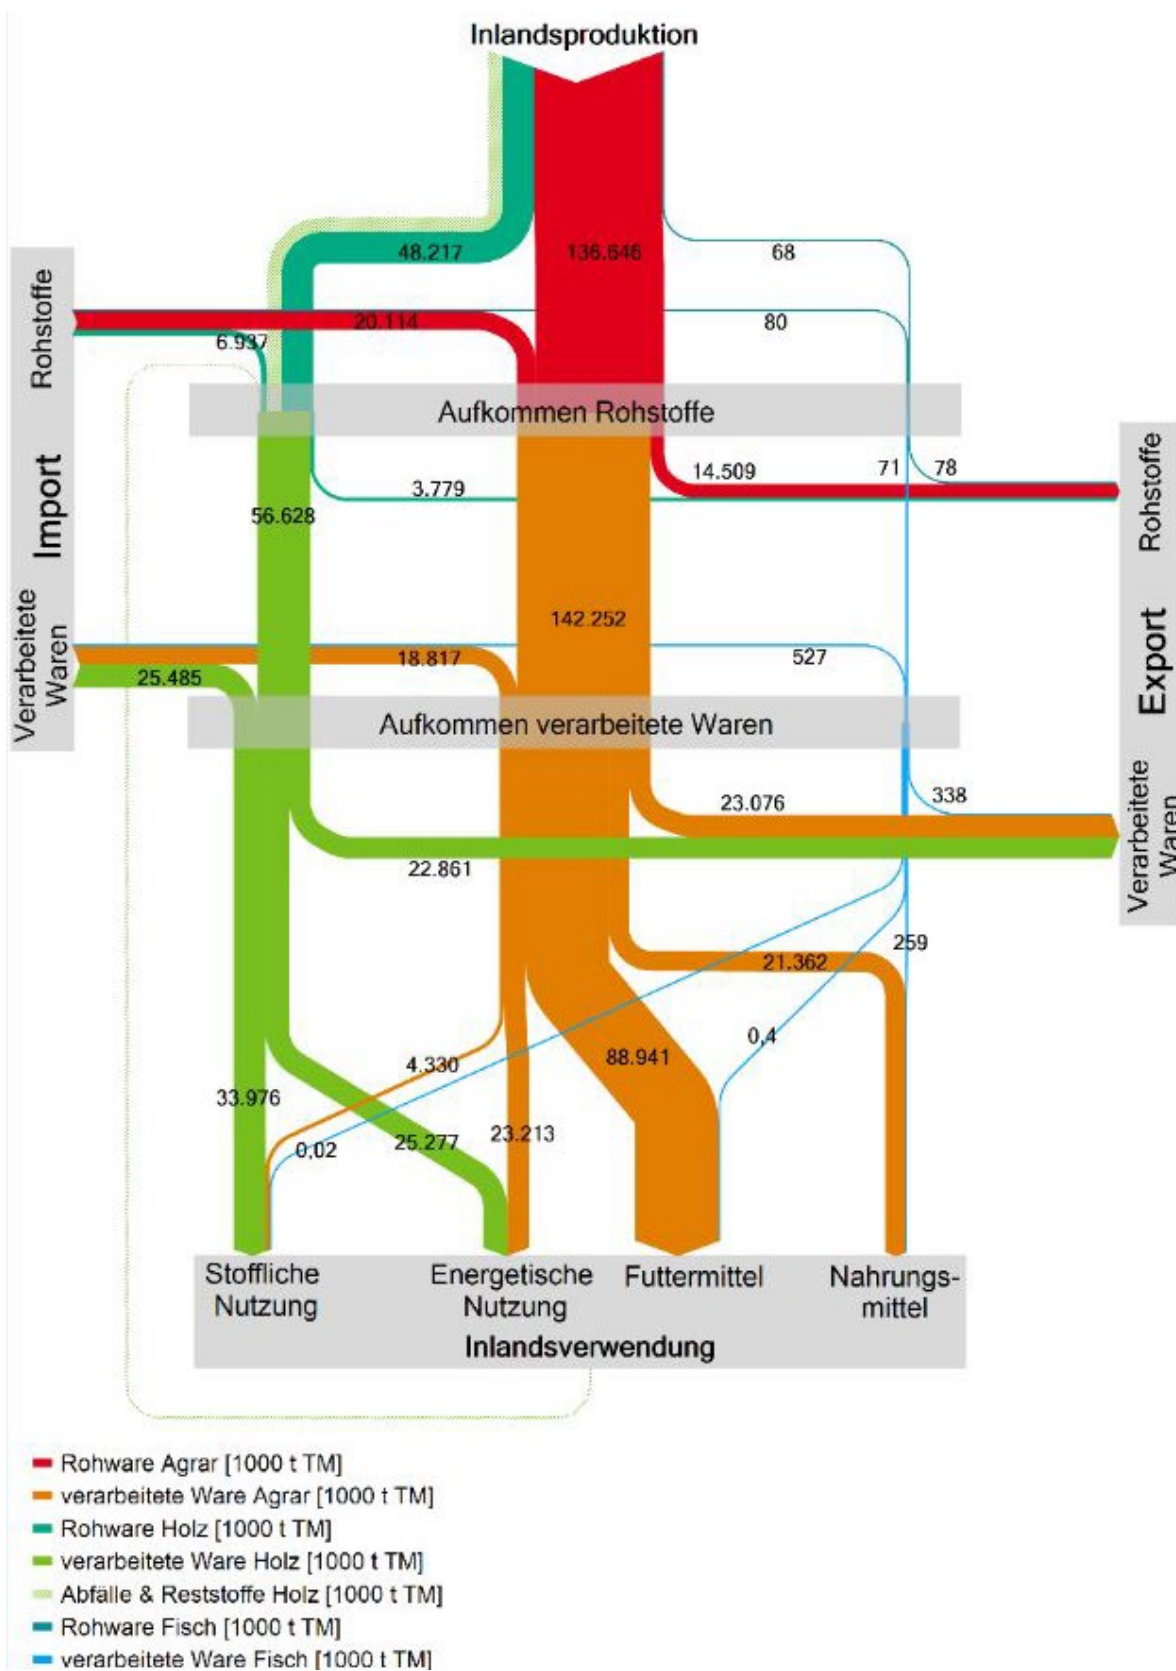 Inlandsproduktion
48.217
136.646
68
Rohstoffe
20.114
80
6.937
Aufkommen Rohstoffe
Import
3.779
14.509
71
78
Rohstoffe
56.628
142.252
Verarbeitete
Waren
18.817
527
25.485
Export
Aufkommen verarbeitete Waren
23.076
338
Verarbeitete
Waren
22.861
259
21.362
4.330
88.941
0,4
33.976
0,02
25.277
23.213
Stoffliche
Nutzung
Energetische
Nutzung
Futtermittel
Nahrungs-
mittel
Inlandsverwendung
Rohware Agrar [1000 t TM]
verarbeitete Ware Agrar [1000 t TM]
Rohware Holz [1000 t TM]
verarbeitete Ware Holz [1000 t TM]
Abfälle & Reststoffe Holz [1000 t TM]
Rohware Fisch [1000 t TM]
verarbeitete Ware Fisch [1000 t TM]